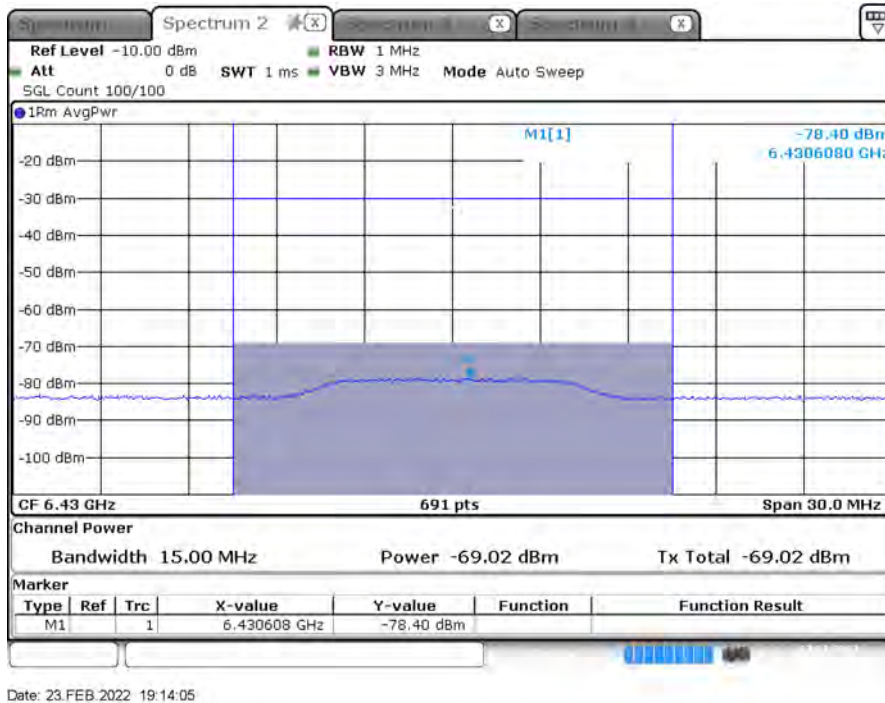 Spectrum 2 X X X
Ref Level -10.00 dBm RBW 1 MHz
Att 0 dB SWT 1 ms VBW 3 MHz Mode Auto Sweep
SGL Count 100/100
1Rm AvgPwr
M1[1] -78.40 dBm
6.4306080 GHz
-20 dBm
-30 dBm
-40 dBm
-50 dBm
-60 dBm
-70 dBm
-80 dBm
-90 dBm
-100 dBm
CF 6.43 GHz 691 pts Span 30.0 MHz
Channel Power
Bandwidth 15.00 MHz Power -69.02 dBm Tx Total -69.02 dBm
Marker
Type Ref Trc X-value Y-value Function Function Result
M1 1 6.430608 GHz -78.40 dBm
Date: 23.FEB.2022 19:14:05